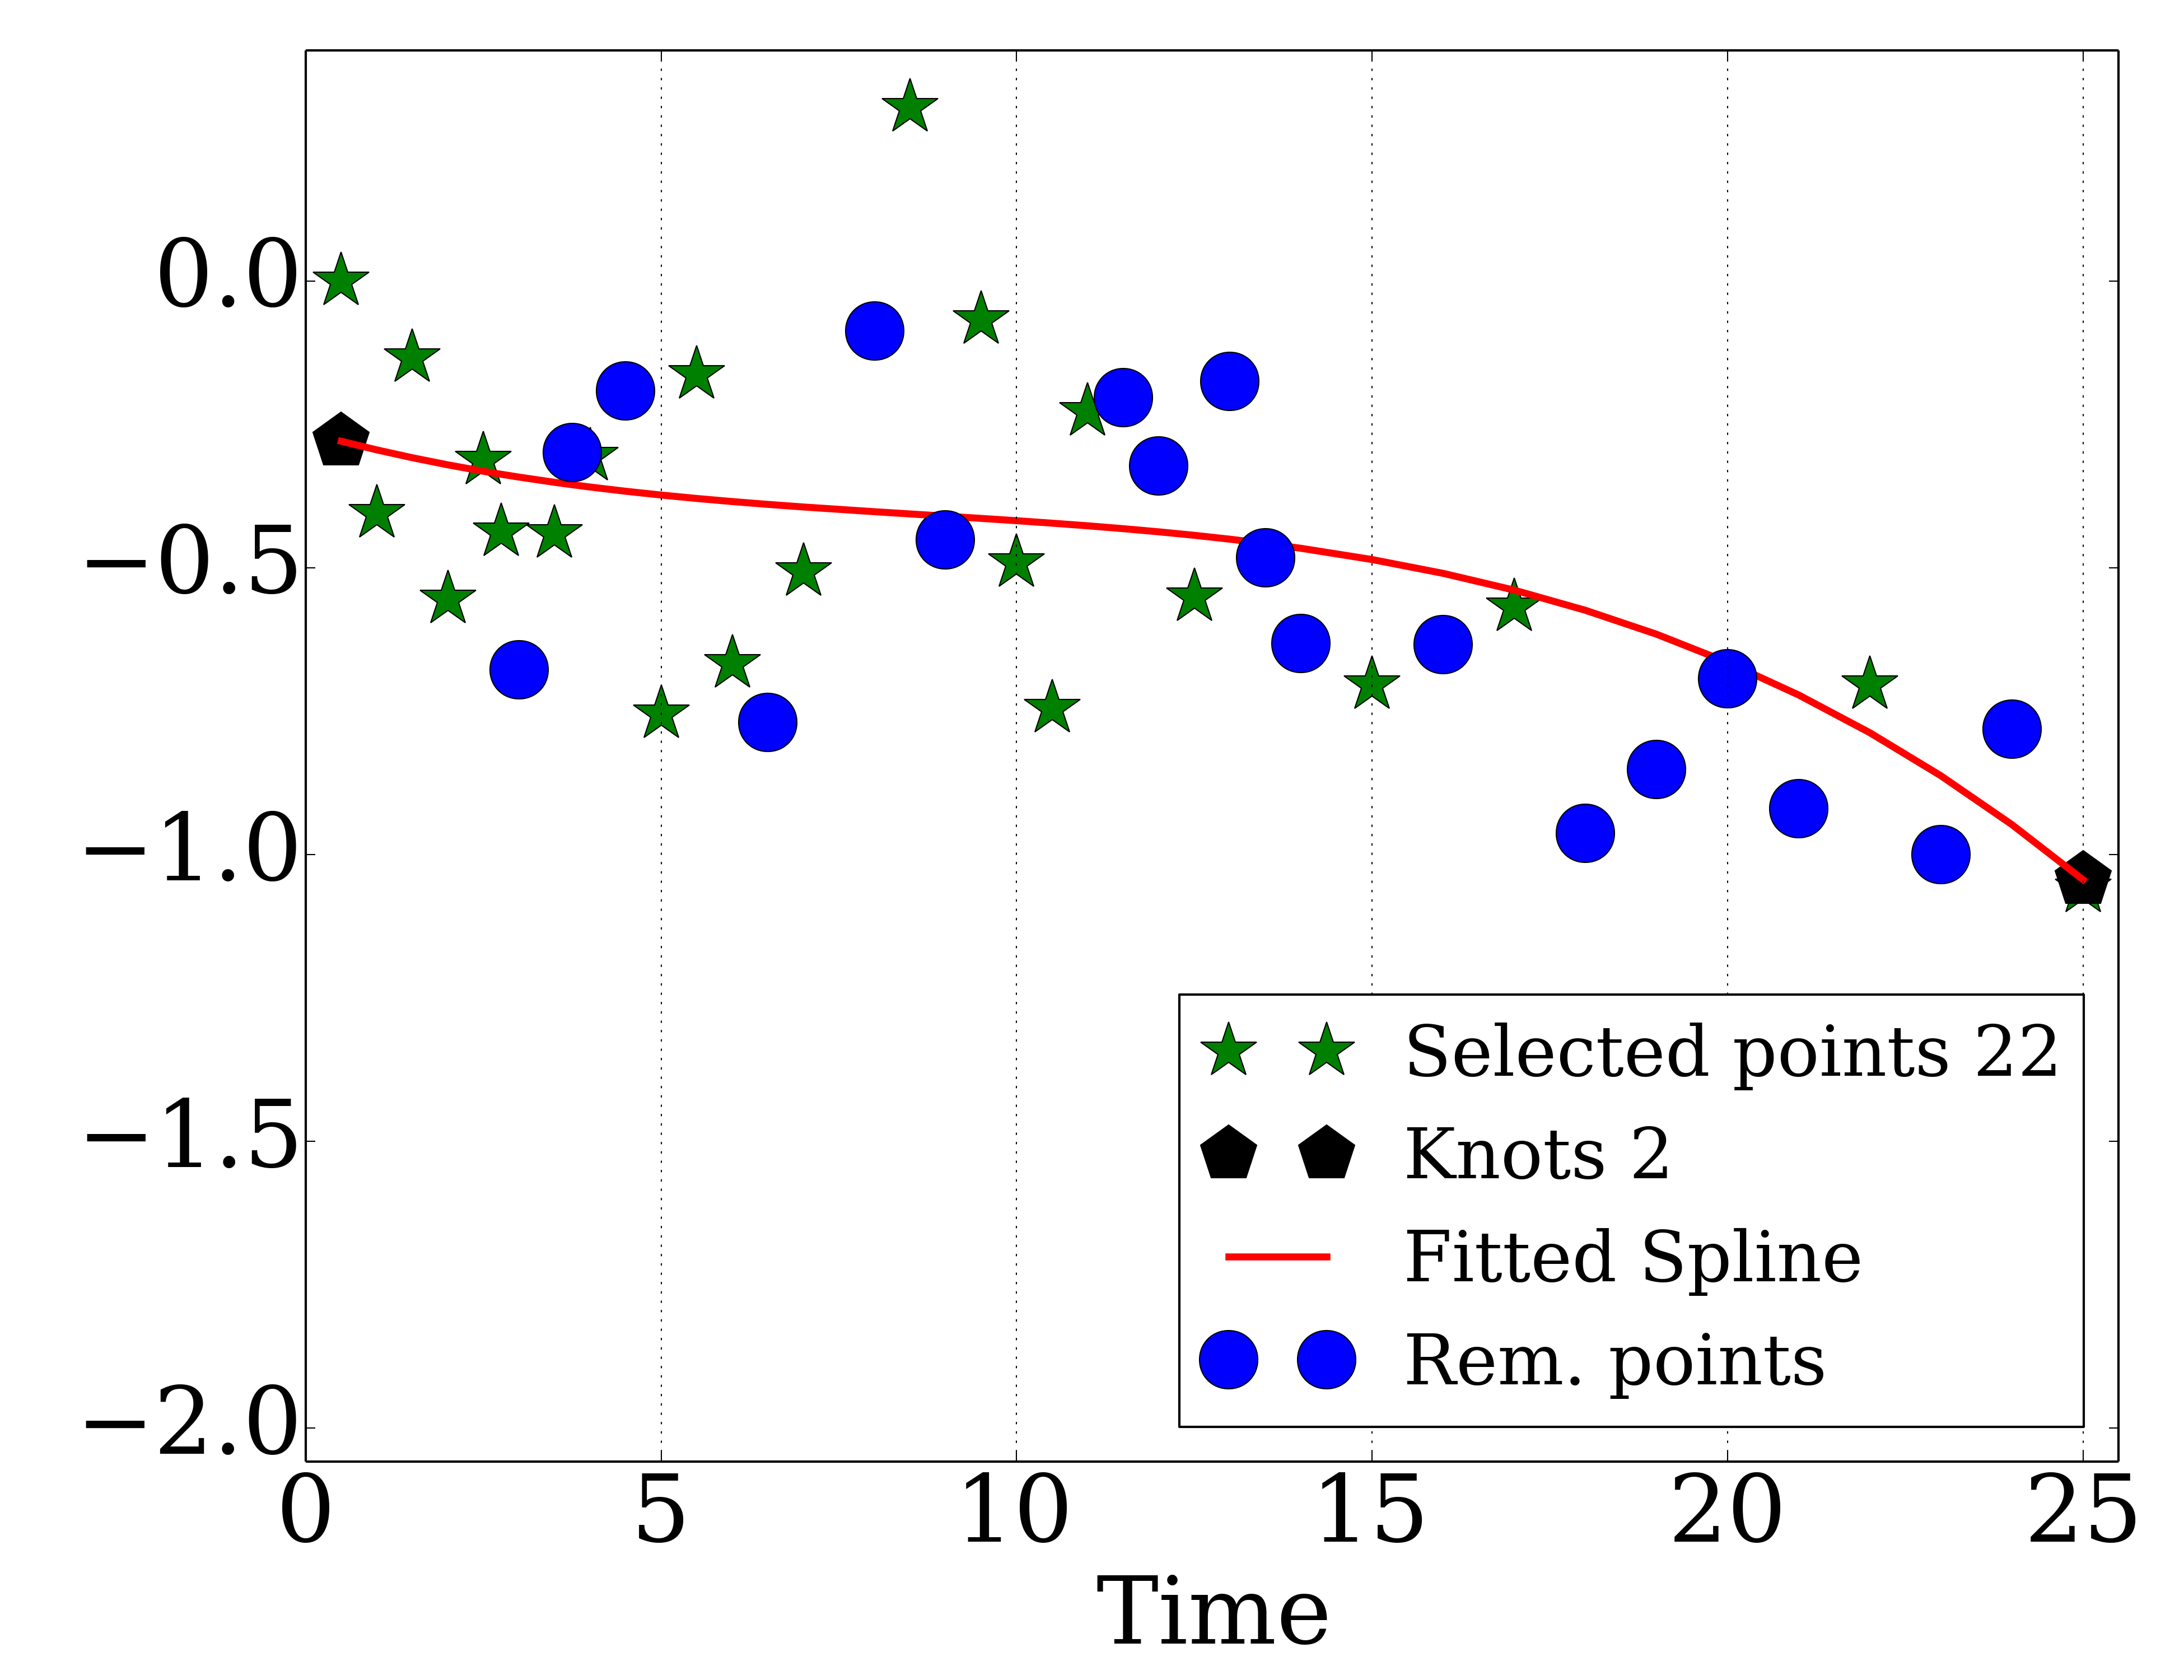 0.0
−0.5
−1.0
−1.5
−2.0
Selected points 22
Knots 2
Fitted Spline
Rem. points
0 5 10 15 20 25
Time